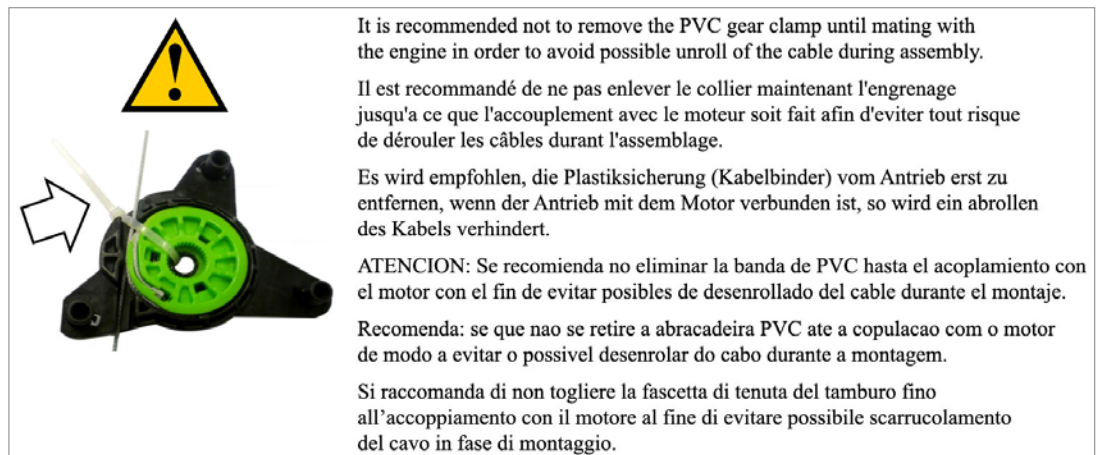 It is recommended not to remove the PVC gear clamp until mating with
the engine in order to avoid possible unroll of the cable during assembly.
Il est recommandé de ne pas enlever le collier maintenant l'engrenage
jusqu'a ce que l'accouplement avec le moteur soit fait afin d'eviter tout risque
de dérouler les câbles durant l'assemblage.
Es wird empfohlen, die Plastiksicherung (Kabelbinder) vom Antrieb erst zu
entfernen, wenn der Antrieb mit dem Motor verbunden ist, so wird ein abrollen
des Kabels verhindert.
ATENCION: Se recomienda no eliminar la banda de PVC hasta el acoplamiento con
el motor con el fin de evitar posibles de desenrollado del cable durante el montaje.
Recomenda: se que nao se retire a abracadeira PVC ate a copulacao com o motor
de modo a evitar o possivel desenrolar do cabo durante a montagem.
Si raccomanda di non togliere la fascetta di tenuta del tamburo fino
all’accoppiamento con il motore al fine di evitare possibile scarrucolamento
del cavo in fase di montaggio.